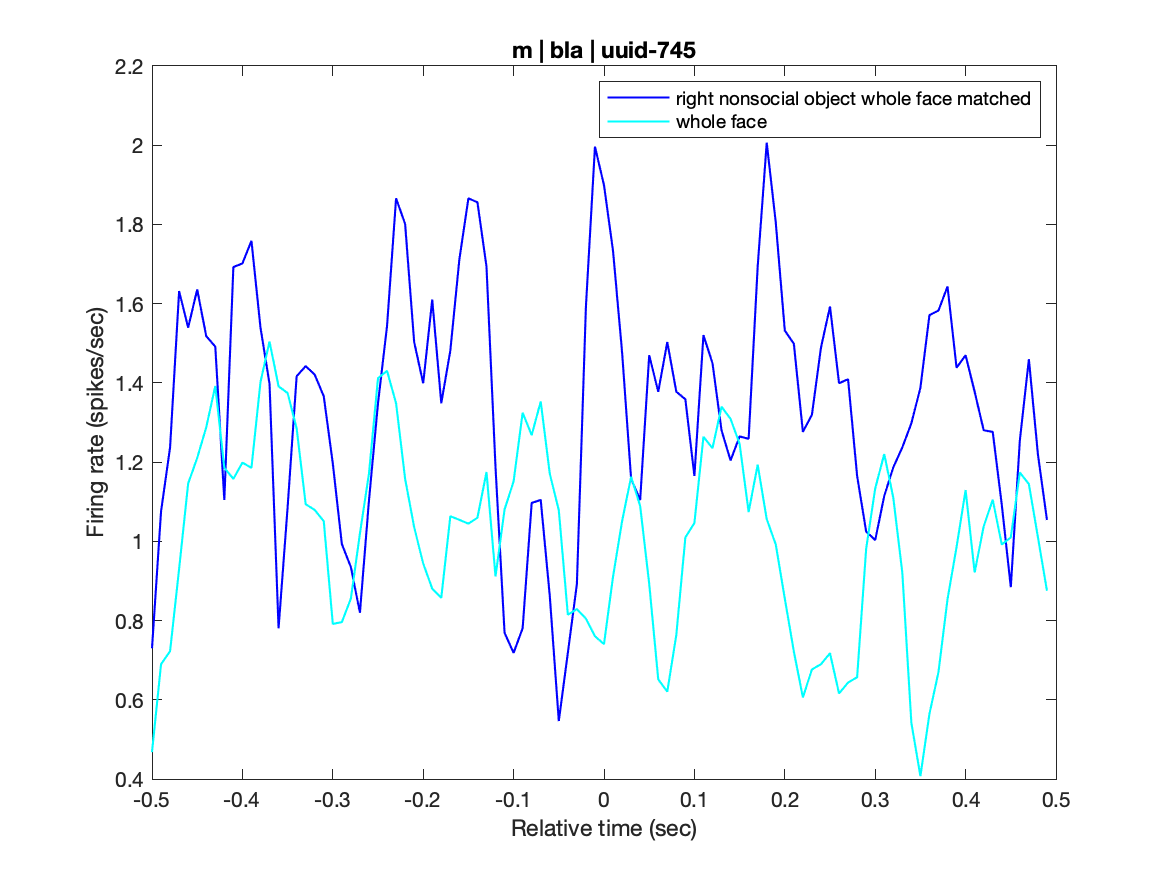 m | bla | uuid-745
right nonsocial object whole face matched
whole face
2.2
2
1.8
1.6
1.4
1.2
1
0.8
0.6
0.4
Firing rate (spikes/sec)
-0.5 -0.4 -0.3 -0.2 -0.1 0 0.1 0.2 0.3 0.4 0.5
Relative time (sec)